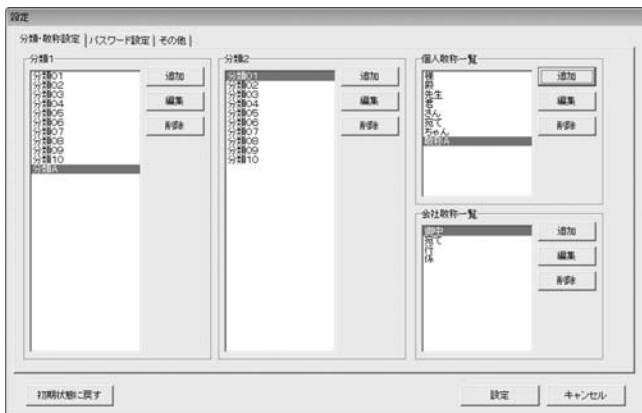 設定
分類・敬称設定
パスワード設定
その他
分類1
分類01
分類02
分類03
分類04
分類05
分類06
分類07
分類08
分類09
分類10
分類A
追加
編集
削除
分類2
分類01
分類02
分類03
分類04
分類05
分類06
分類07
分類08
分類09
分類10
追加
編集
削除
個人敬称一覧
様
殿
先生
君
さん
宛て
ちゃん
敬称A
追加
編集
削除
会社敬称一覧
御中
宛て
行
係
追加
編集
削除
初期状態に戻す
設定
キャンセル